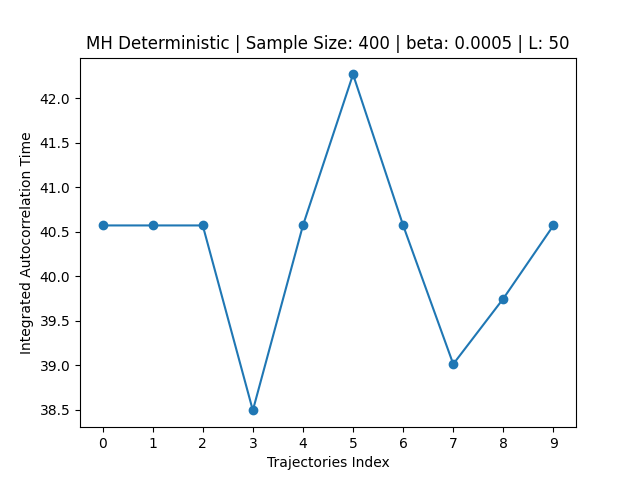 MH Deterministic | Sample Size: 400 | beta: 0.0005 | L: 50
Integrated Autocorrelation Time
42.0
41.5
41.0
40.5
40.0
39.5
39.0
38.5
0 1 2 3 4 5 6 7 8 9
Trajectories Index